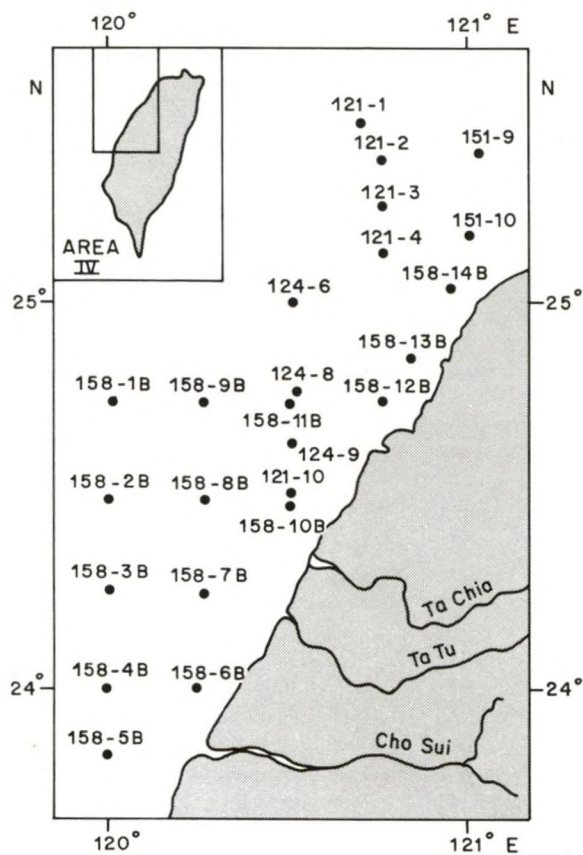 120°
121° E
N
N
121-1
121-2
151-9
121-3
151-10
121-4
AREA
IV
158-14B
124-6
25°
25°
158-13B
124-8
158-1B
158-9B
158-12B
158-11B
124-9
121-10
158-2B
158-8B
158-10B
158-3B
158-7B
Ta Chia
Ta Tu
158-4B
158-6B
24°
24°
158-5B
Cho Sui
120°
121° E